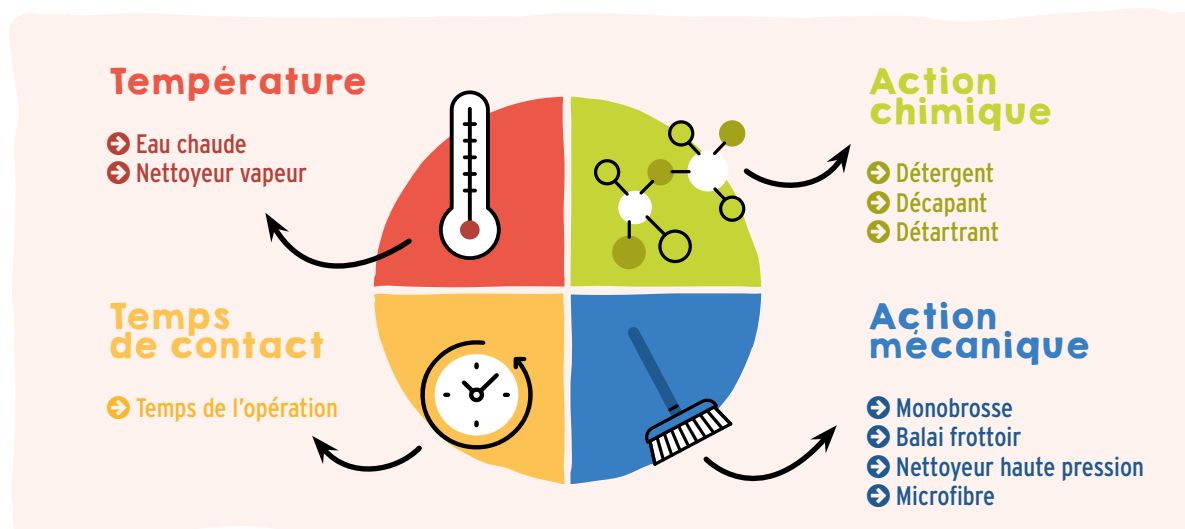 Température
Eau chaude
Nettoyeur vapeur
Action
chimique
Détergent
Décapant
Détartrant
Temps
de contact
Temps de l'opération
Action
mécanique
Monobrosse
Balai frottoir
Nettoyeur haute pression
Microfibre